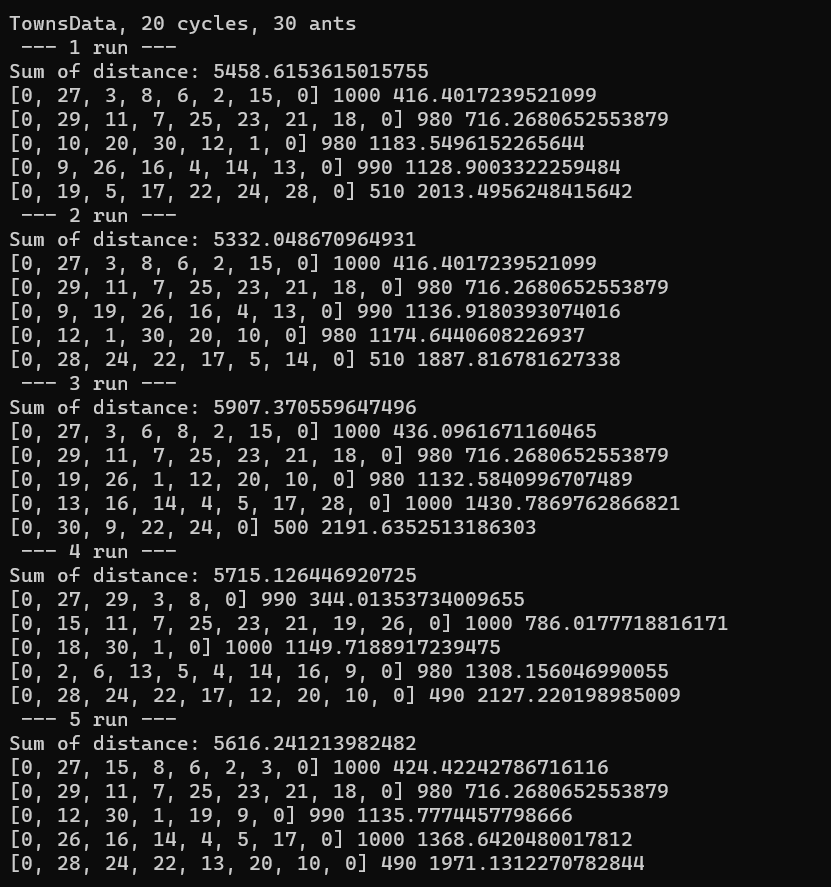 TownsData, 20 cycles, 30 ants
--- 1 run ---
Sum of distance: 5458.6153615015755
[0, 27, 3, 8, 6, 2, 15, 0] 1000 416.4017239521099
[0, 29, 11, 7, 25, 23, 21, 18, 0] 980 716.2680652553879
[0, 10, 20, 30, 12, 1, 0] 980 1183.5496152265644
[0, 9, 26, 16, 4, 14, 13, 0] 990 1128.9003322259484
[0, 19, 5, 17, 22, 24, 28, 0] 510 2013.4956248415642
--- 2 run ---
Sum of distance: 5332.048670964931
[0, 27, 3, 8, 6, 2, 15, 0] 1000 416.4017239521099
[0, 29, 11, 7, 25, 23, 21, 18, 0] 980 716.2680652553879
[0, 9, 19, 26, 16, 4, 13, 0] 990 1136.9180393074016
[0, 12, 1, 30, 20, 10, 0] 980 1174.6440608226937
[0, 28, 24, 22, 17, 5, 14, 0] 510 1887.816781627338
--- 3 run ---
Sum of distance: 5907.370559647496
[0, 27, 3, 6, 8, 2, 15, 0] 1000 436.0961671160465
[0, 29, 11, 7, 25, 23, 21, 18, 0] 980 716.2680652553879
[0, 19, 26, 1, 12, 20, 10, 0] 980 1132.5840996707489
[0, 13, 16, 14, 4, 5, 17, 28, 0] 1000 1430.7869762866821
[0, 30, 9, 22, 24, 0] 500 2191.6352513186303
--- 4 run ---
Sum of distance: 5715.126446920725
[0, 27, 29, 3, 8, 0] 990 344.01353734009655
[0, 15, 11, 7, 25, 23, 21, 19, 26, 0] 1000 786.0177718816171
[0, 18, 30, 1, 0] 1000 1149.7188917239475
[0, 2, 6, 13, 5, 4, 14, 16, 9, 0] 980 1308.156046990055
[0, 28, 24, 22, 17, 12, 20, 10, 0] 490 2127.220198985009
--- 5 run ---
Sum of distance: 5616.241213982482
[0, 27, 15, 8, 6, 2, 3, 0] 1000 424.42242786716116
[0, 29, 11, 7, 25, 23, 21, 18, 0] 980 716.2680652553879
[0, 12, 30, 1, 19, 9, 0] 990 1135.7774457798666
[0, 26, 16, 14, 4, 5, 17, 0] 1000 1368.6420480017812
[0, 28, 24, 22, 13, 20, 10, 0] 490 1971.1312270782844